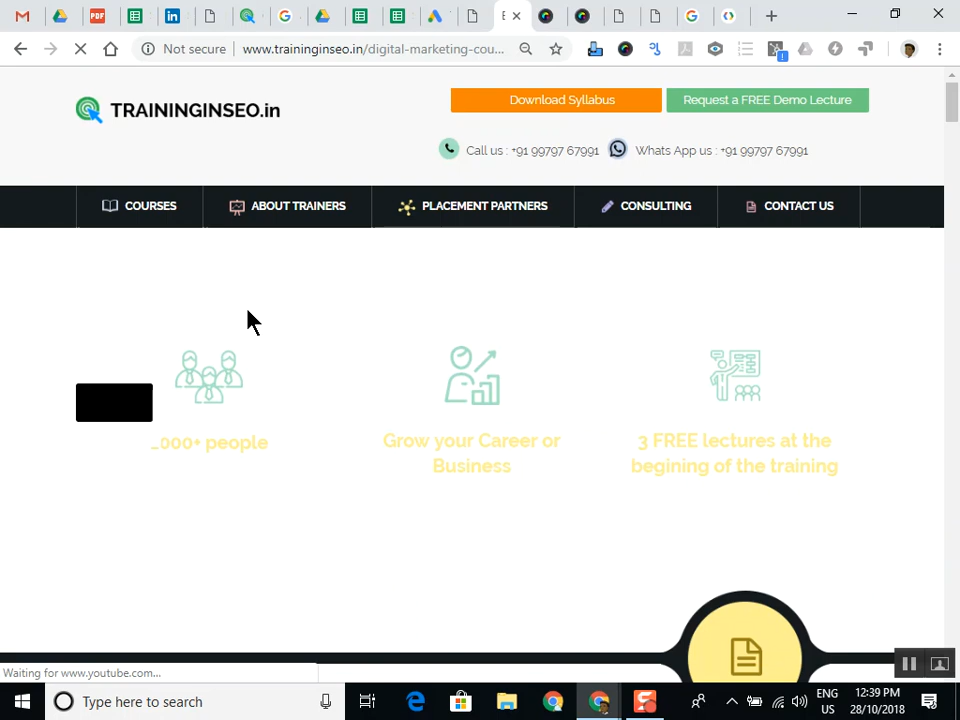 Not secure
www.traininginseo.in/digital-marketing-cou...
TRAININGINSEO.in
Download Syllabus
Request a FREE Demo Lecture
Call us : +91 99797 67991
Whats App us : +91 99797 67991
COURSES
ABOUT TRAINERS
PLACEMENT PARTNERS
CONSULTING
CONTACT US
000+ people
Grow your Career or
Business
3 FREE lectures at the
begining of the training
Waiting for www.youtube.com...
Type here to search
ENG
US
12:39 PM
28/10/2018